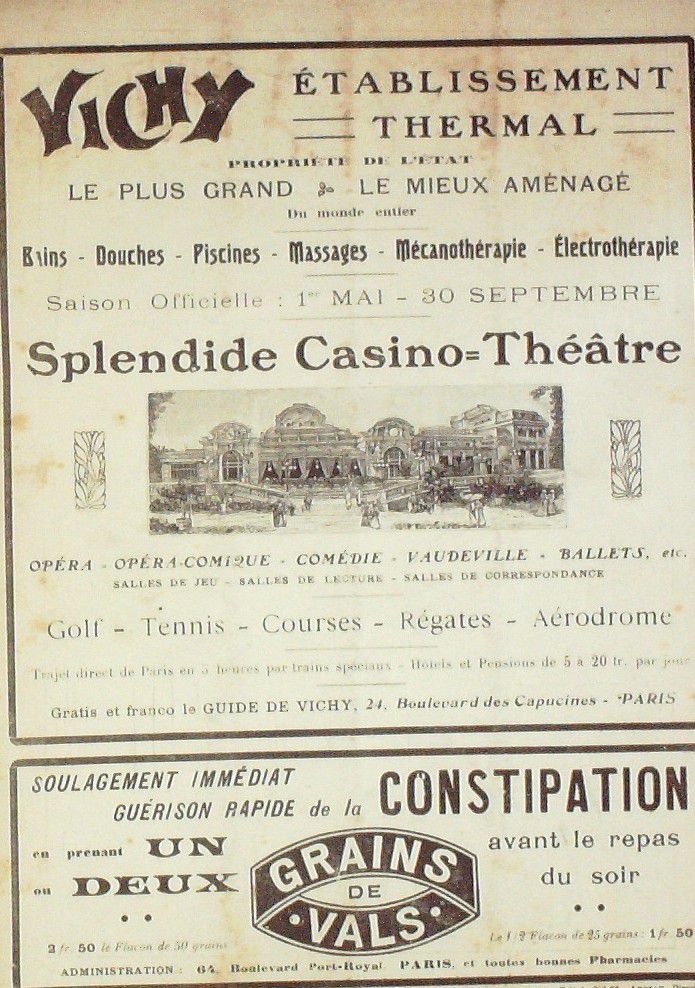 VICHY
ÉTABLISSEMENT
THERMAL
PROPRIÉTÉ DE L'ÉTAT
LE PLUS GRAND LE MIEUX AMÉNAGÉ
Du monde entier
Bains - Douches - Piscines - Massages - Mécanothérapie - Électrothérapie
Saison Officielle : 1er MAI - 30 SEPTEMBRE
Splendide Casino=Théâtre
OPÉRA - OPÉRA-COMIQUE - COMÉDIE - VAUDEVILLE - BALLETS, etc.
SALLES DE JEU - SALLES DE LECTURE - SALLES DE CORRESPONDANCE
Golf - Tennis - Courses - Régates - Aérodrome
Trajet direct de Paris en 5 heures par trains spéciaux - Hôtels et Pensions de 5 à 20 fr. par jour
Gratis et franco le GUIDE DE VICHY, 24, Boulevard des Capucines - PARIS
SOULAGEMENT IMMÉDIAT
GUÉRISON RAPIDE de la CONSTIPATION
en prenant UN
ou DEUX
GRAINS
DE
VALS
avant le repas
du soir
2 fr 50 le Flacon de 50 grains
Le 1/2 Flacon de 25 grains : 1 fr 50
ADMINISTRATION : 64, Boulevard Port-Royal, PARIS, et toutes bonnes Pharmacies